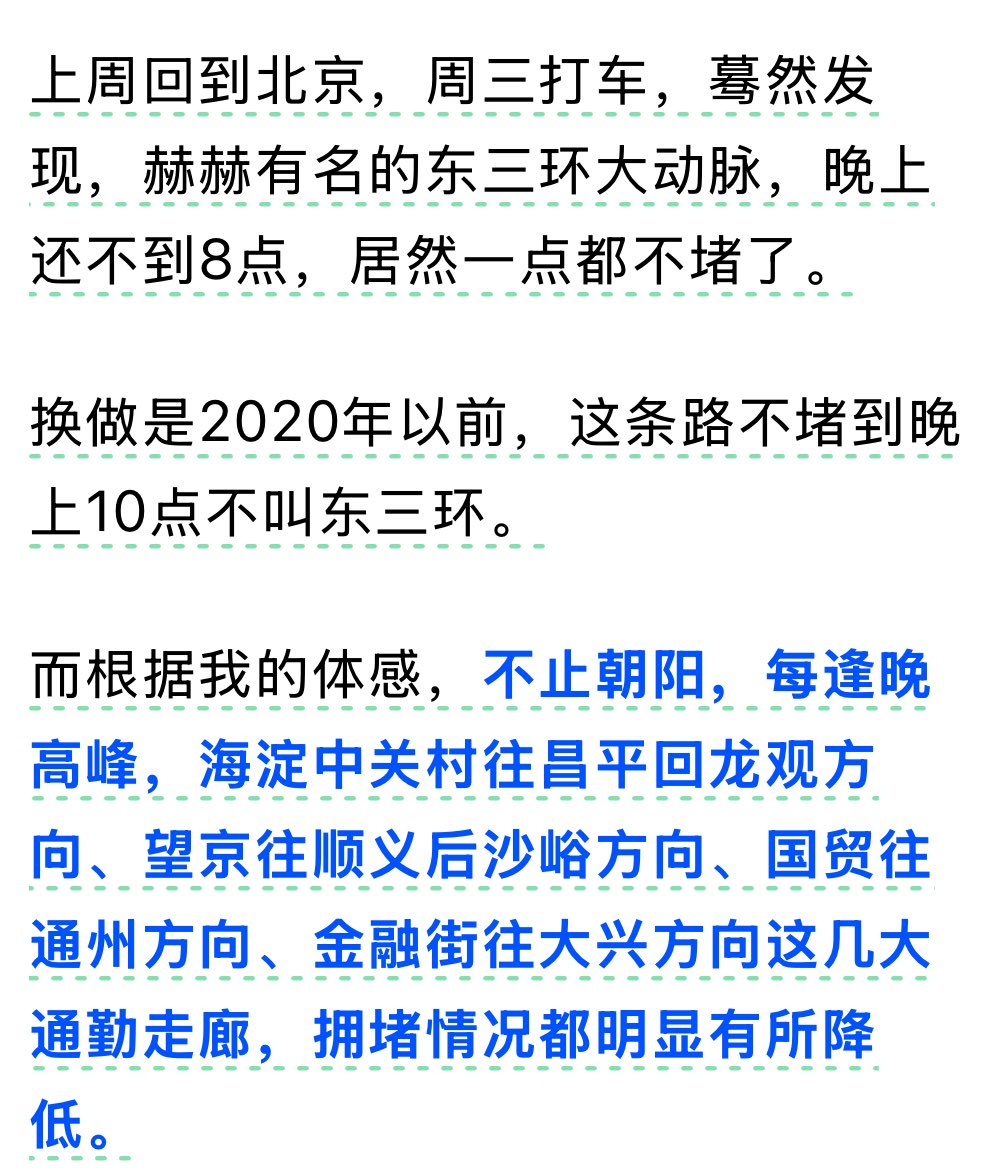 上周回到北京，周三打车，蓦然发
现，赫赫有名的东三环大动脉，晚上
还不到8点，居然一点都不堵了。
换做是2020年以前，这条路不堵到晚
上10点不叫东三环。
而根据我的体感，不止朝阳，每逢晚
高峰，海淀中关村往昌平回龙观方
向、望京往顺义后沙峪方向、国贸往
通州方向、金融街往大兴方向这几大
通勤走廊，拥堵情况都明显有所降
低。